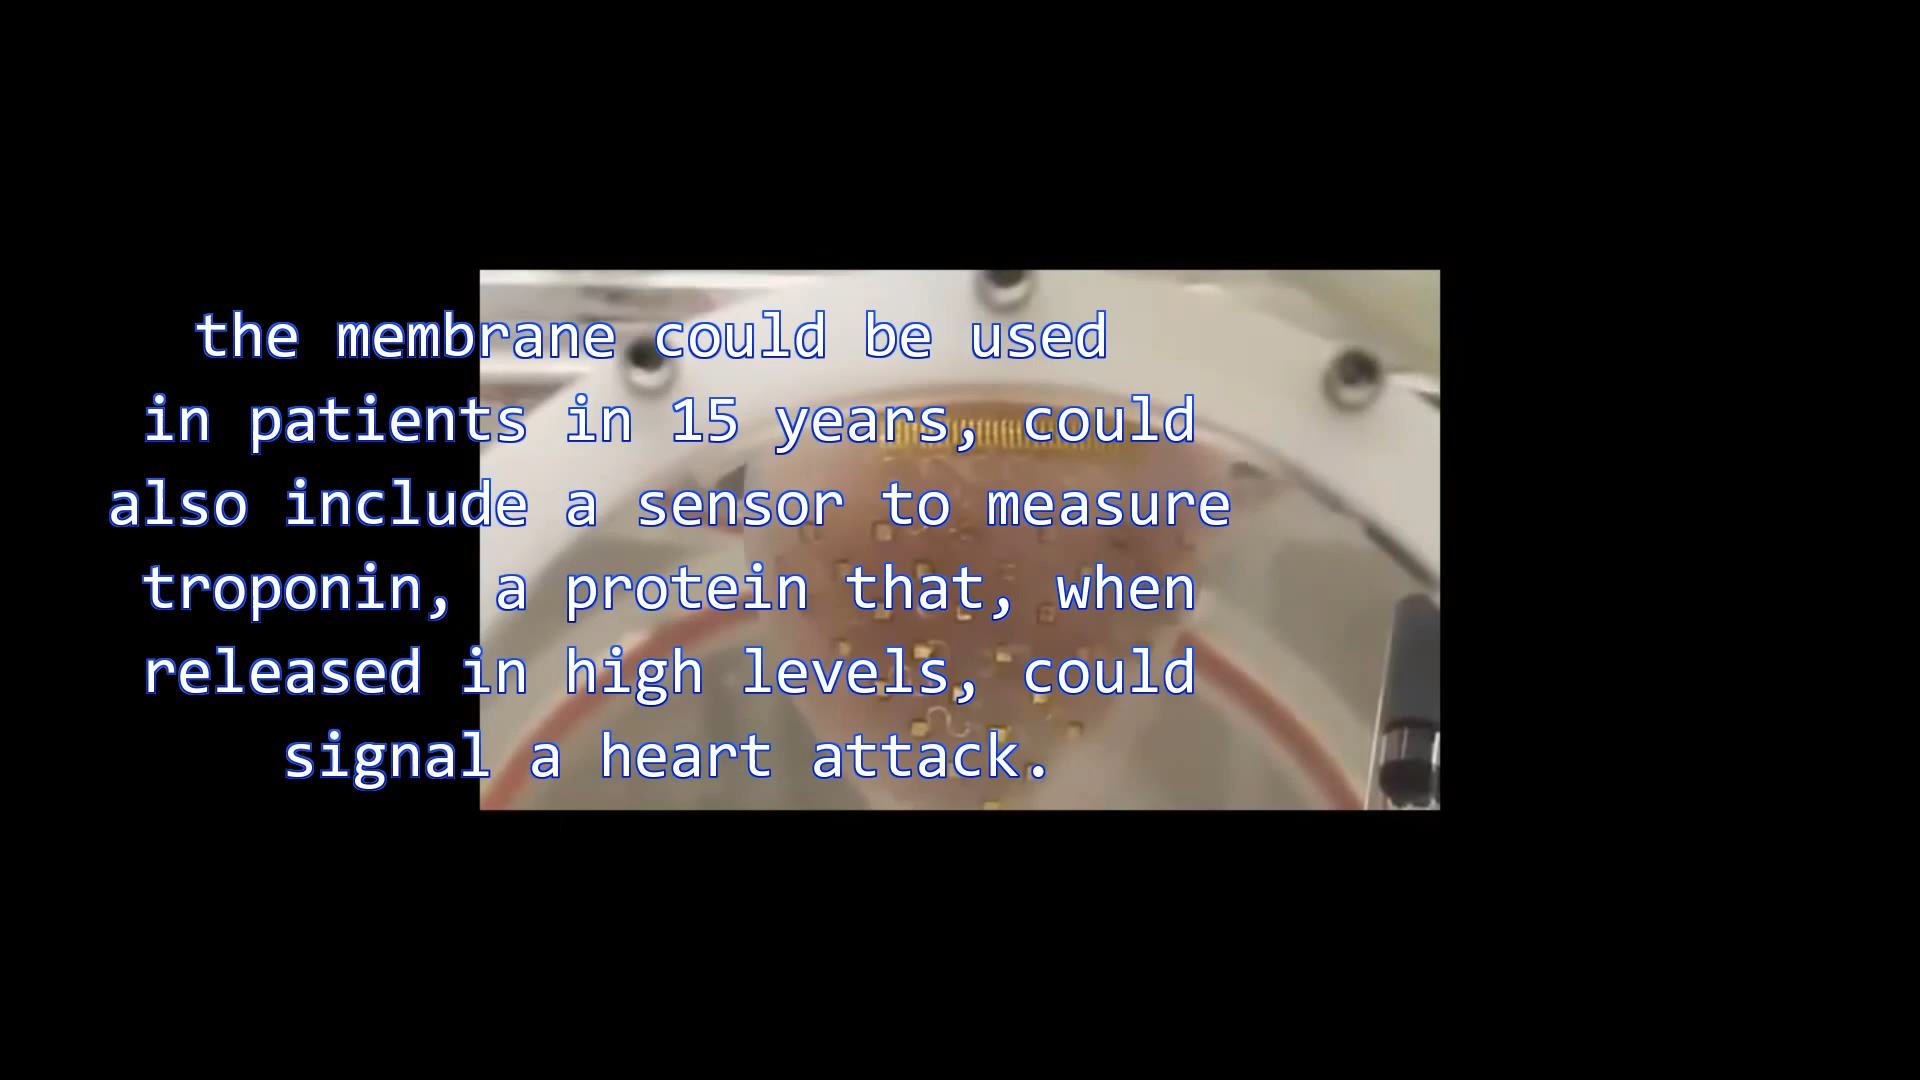 the membrane could be used
in patients in 15 years, could
also include a sensor to measure
troponin, a protein that, when
released in high levels, could
signal a heart attack.